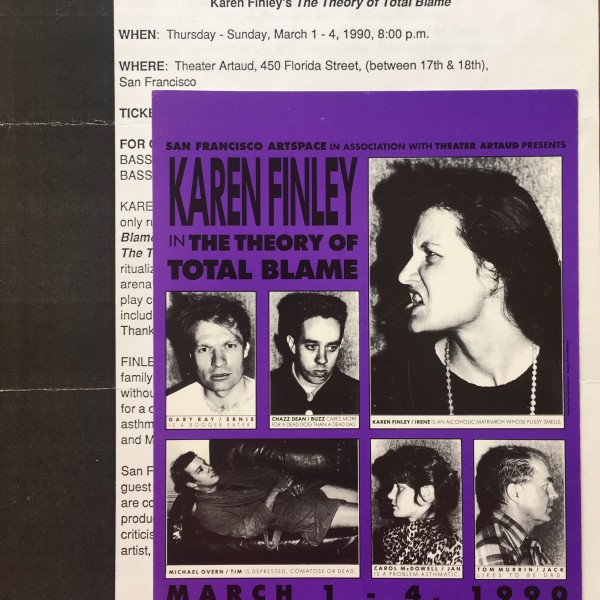 Karen Finley's The Theory of Total Blame
WHEN: Thursday - Sunday, March 1 - 4, 1990, 8:00 p.m.
WHERE: Theater Artaud, 450 Florida Street, (between 17th & 18th),
San Francisco
TICKE
FOR
BASS
BASS
KARE
only
Blame
The T
rituali
arena
play c
includ
Thank
FINLE
family
withou
for a
asthm
and M
San F
guest
are co
produ
criticis
artist,
SAN FRANCISCO ARTSPACE IN ASSOCIATION WITH THEATER ARTAUD PRESENTS
KAREN FINLEY
IN THE THEORY OF
TOTAL BLAME
GARY RAY / ERNIE
IS A BOOGER EATER.
CHAZZ DEAN / BUZZ CARES MORE
FOR A DEAD DOG THAN A DEAD DAD.
KAREN FINLEY / IRENE IS AN ALCOHOLIC MATRIARCH WHOSE PUSSY SMELLS.
MICHAEL OVERN / TIM IS DEPRESSED, COMATOSE OR DEAD.
CAROL McDOWELL / JAN
IS A PROBLEM ASTHMATIC.
TOM MURRIN / JACK
LIKES TO BE DAD.
MARCH 1 - 4, 1990